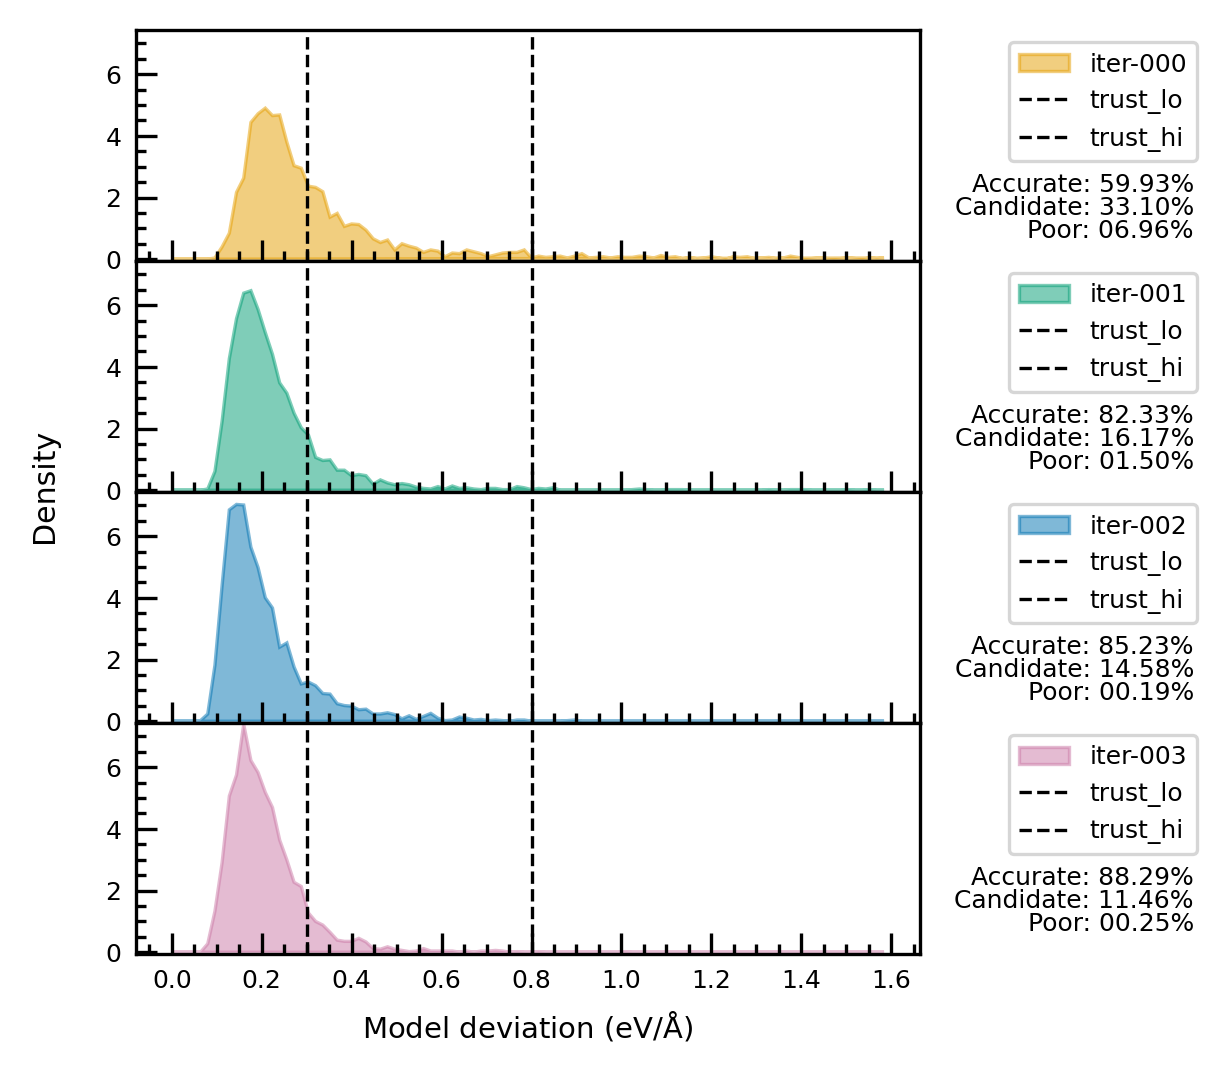 6
4
2
0
iter-000
trust_lo
trust_hi
Accurate: 59.93%
Candidate: 33.10%
Poor: 06.96%
6
4
2
0
iter-001
trust_lo
trust_hi
Accurate: 82.33%
Candidate: 16.17%
Poor: 01.50%
Density
6
4
2
0
iter-002
trust_lo
trust_hi
Accurate: 85.23%
Candidate: 14.58%
Poor: 00.19%
6
4
2
0
iter-003
trust_lo
trust_hi
Accurate: 88.29%
Candidate: 11.46%
Poor: 00.25%
0.0 0.2 0.4 0.6 0.8 1.0 1.2 1.4 1.6
Model deviation (eV/Å)